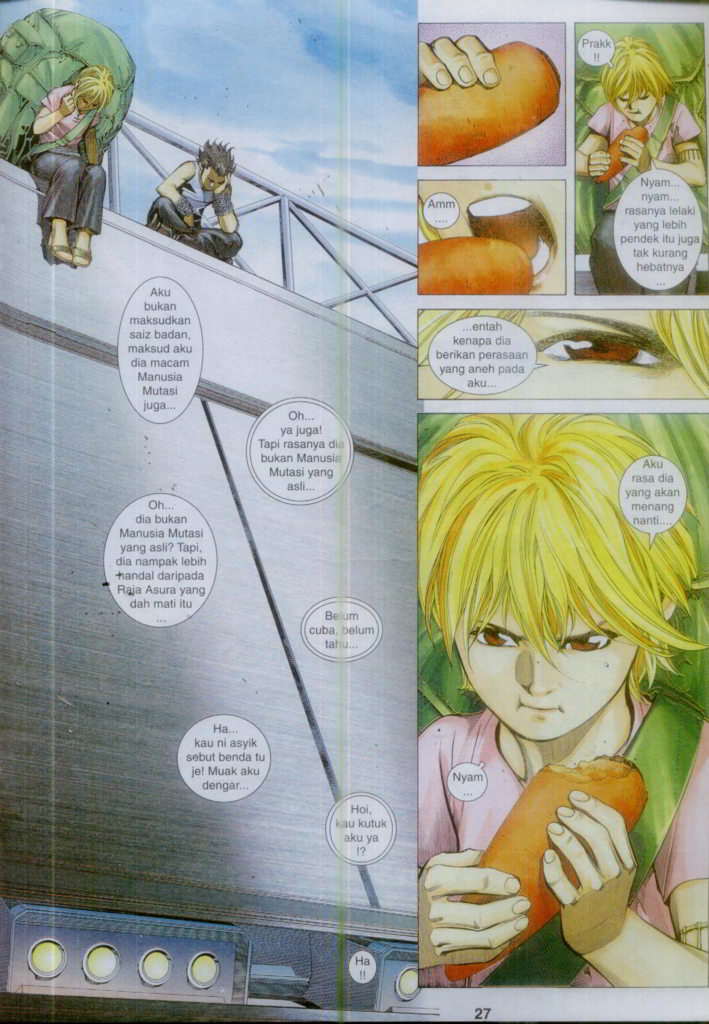 Prakk
!!
Nyam...
nyam...
rasanya lelaki
yang lebih
pendek itu juga
tak kurang
hebatnya
...
Amm
....
...entah
kenapa dia
berikan perasaan
yang aneh pada
aku...
Aku
rasa dia
yang akan
menang
nanti....
Nyam
...
Aku
bukan
maksudkan
saiz badan,
maksud aku
dia macam
Manusia
Mutasi
juga...
Oh...
ya juga!
Tapi rasanya dia
bukan Manusia
Mutasi yang
asli...
Oh...
dia bukan
Manusia Mutasi
yang asli? Tapi,
dia nampak lebih
handal daripada
Raja Asura yang
dah mati itu
...
Belum
cuba, belum
tahu...
Ha...
kau ni asyik
sebut benda tu
je! Muak aku
dengar...
Hoi,
kau kutuk
aku ya
!?
Ha
!!
27